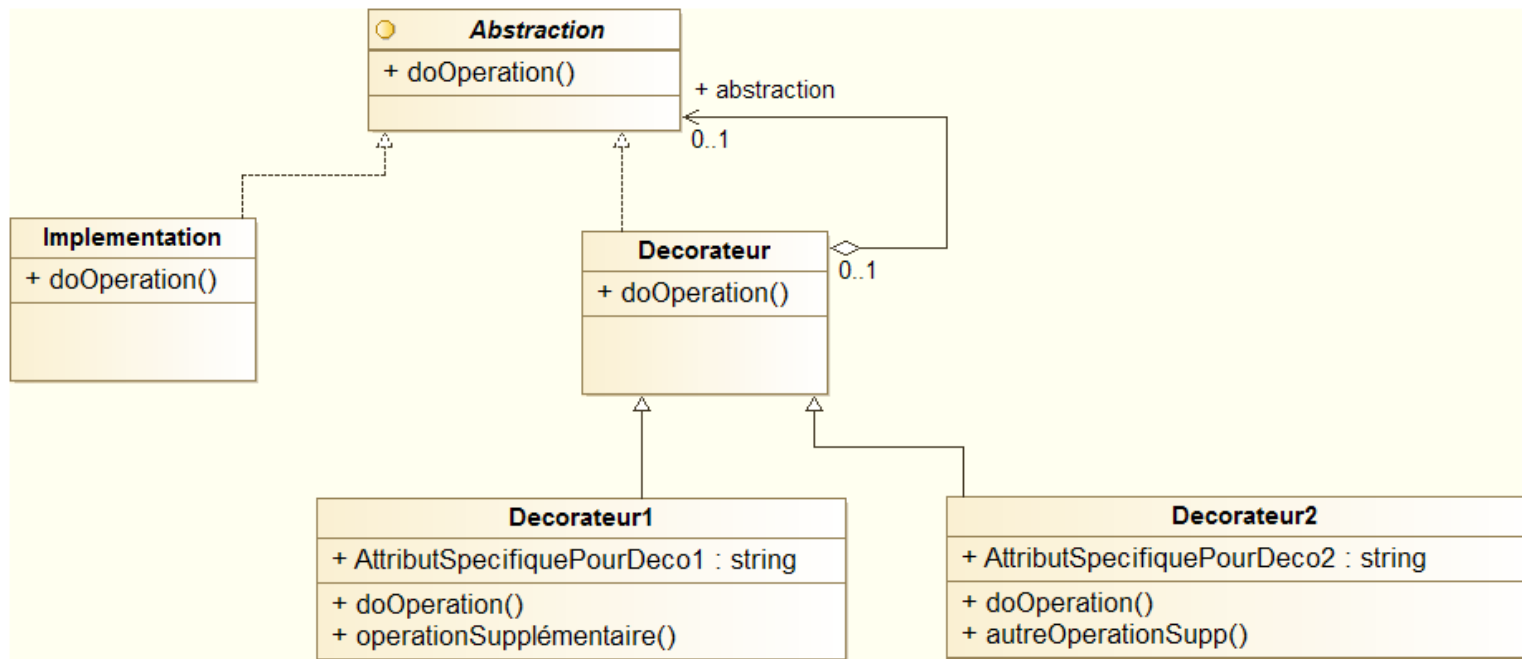 Abstraction
+ doOperation()
+ abstraction
0..1
Implementation
+ doOperation()
Decorateur
+ doOperation()
0..1
Decorateur1
+ AttributSpecifiquePourDeco1 : string
+ doOperation()
+ operationSupplémentaire()
Decorateur2
+ AttributSpecifiquePourDeco2 : string
+ doOperation()
+ autreOperationSupp()